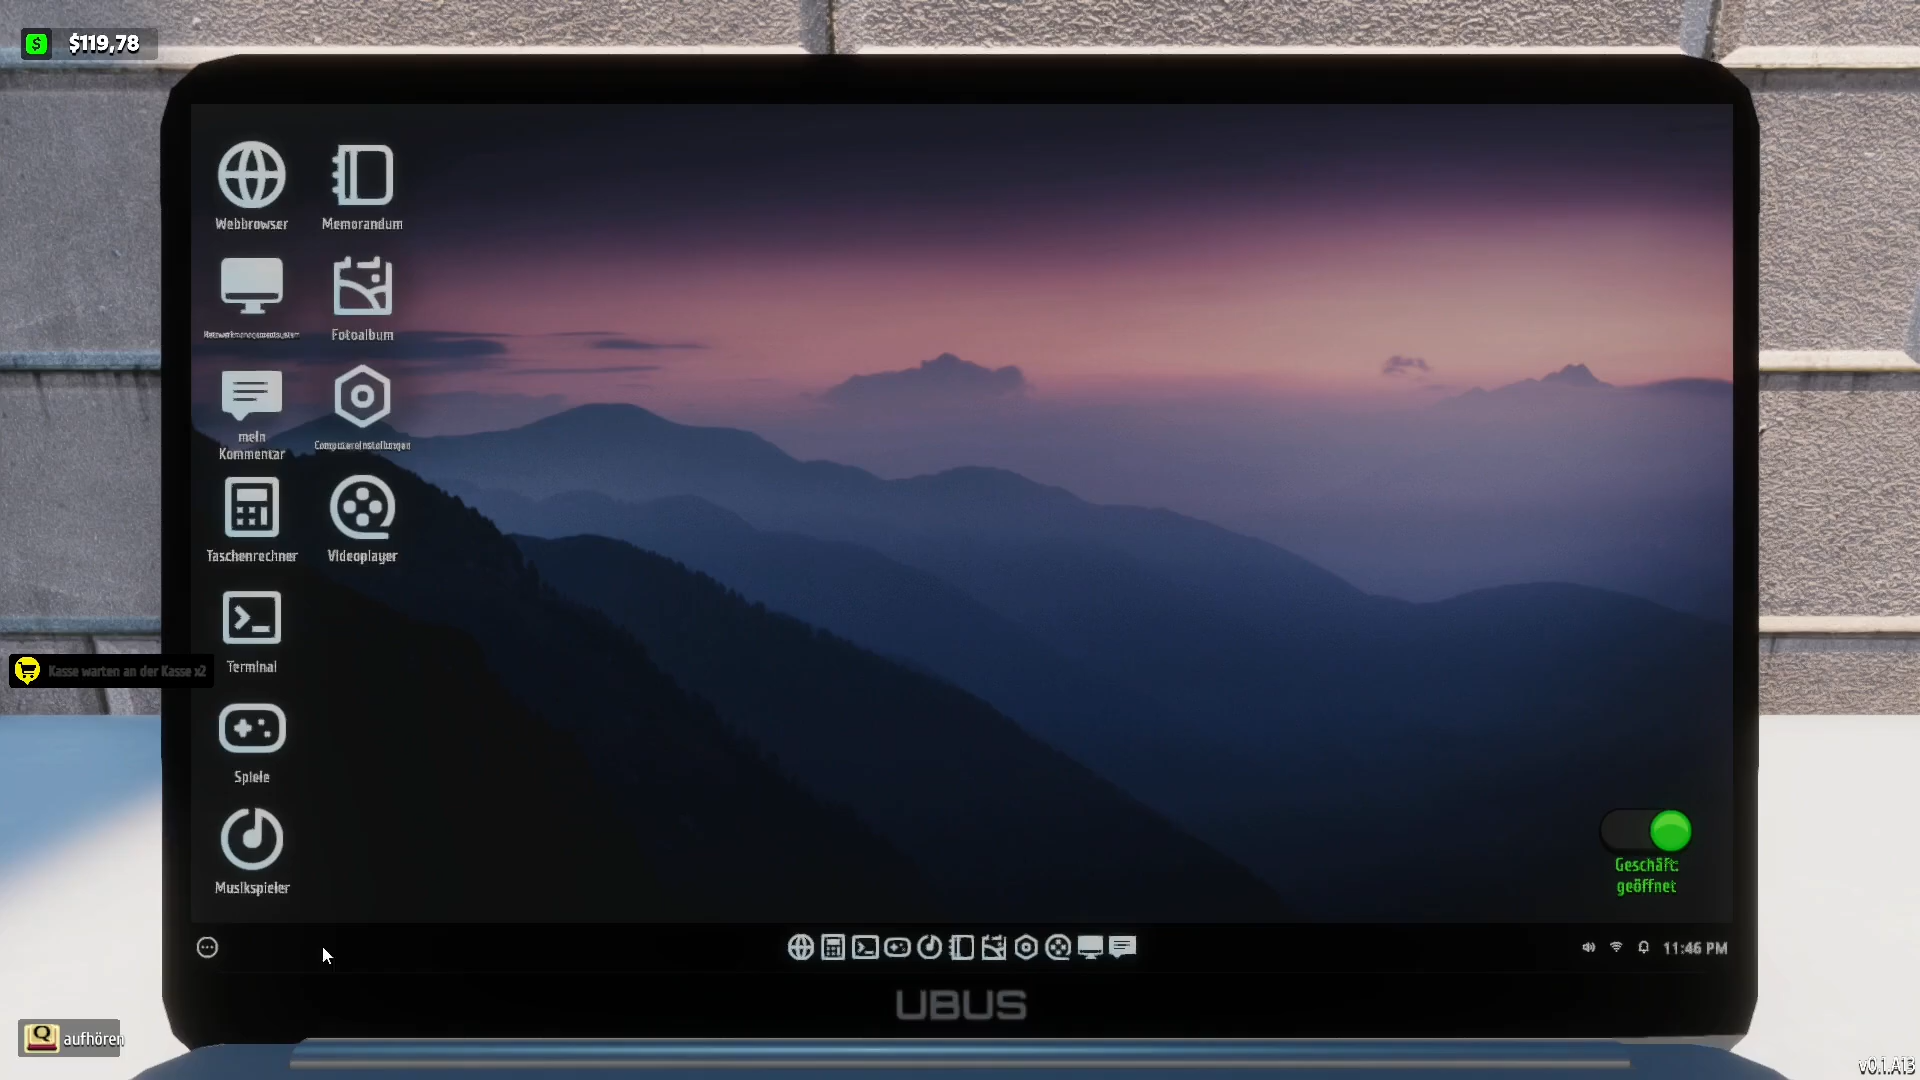 $119,78
Webbrowser
Memorandum
Fotoalbum
mein
Kommentar
Computereinstellungen
Taschenrechner
Videoplayer
Terminal
Kasse warten an der Kasse x2
Spiele
Musikspieler
Geschäft:
geöffnet
11:46 PM
UBUS
Q aufhören
v0.1.A13